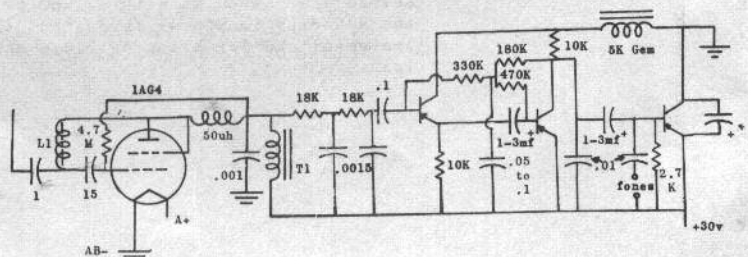 1AG4
L1
4.7
M
1
15
A+
AB-
50uh
.001
T1
18K
18K
.0015
.1
330K
180K
470K
10K
1-3mf+
.05
to
.1
10K
5K Gem
1-3mf+
.01
fones
2.7
K
+
+30v